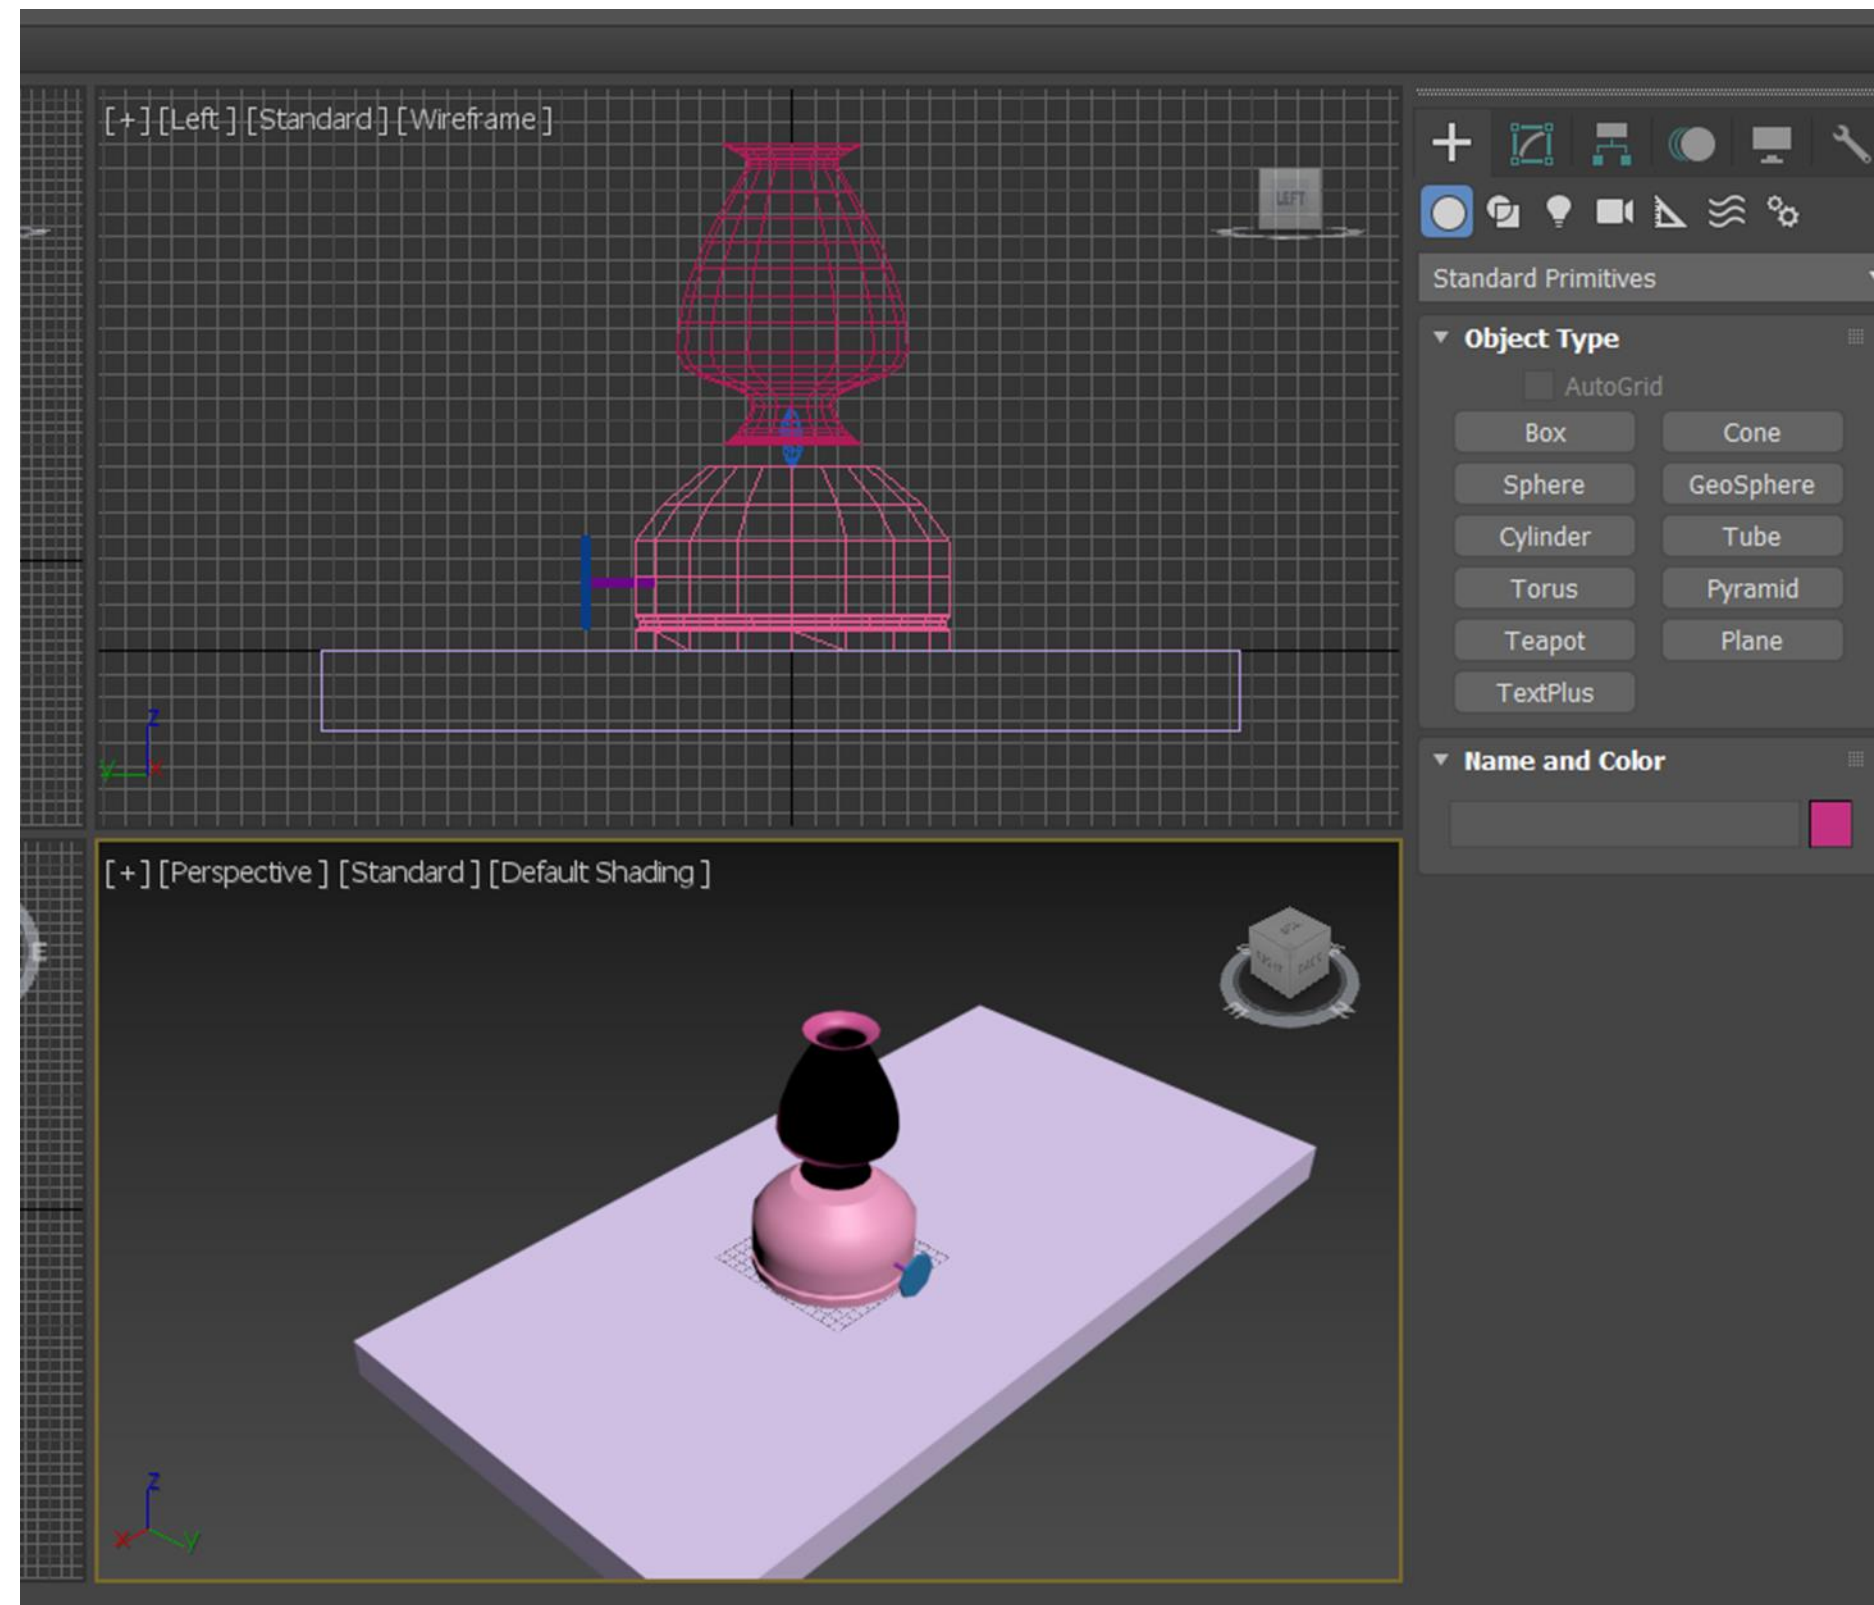 [+] [Left ] [Standard ] [Wireframe ]
LEFT
Standard Primitives
Object Type
AutoGrid
Box Cone
Sphere GeoSphere
Cylinder Tube
Torus Pyramid
Teapot Plane
TextPlus
z
y x
Name and Color
[+] [Perspective ] [Standard ] [Default Shading ]
E
z
x y